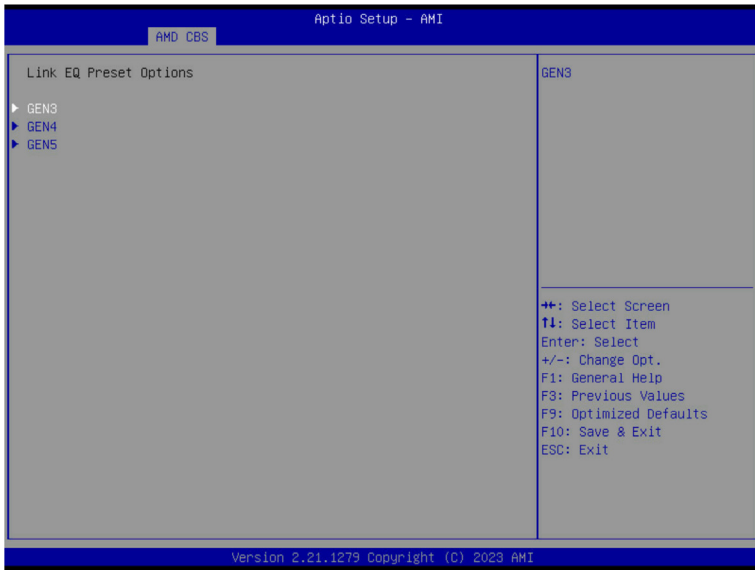 Aptio Setup - AMI
AMD CBS
Link EQ Preset Options
GEN3
GEN4
GEN5
GEN3
→←: Select Screen
↑↓: Select Item
Enter: Select
+/-: Change Opt.
F1: General Help
F3: Previous Values
F9: Optimized Defaults
F10: Save & Exit
ESC: Exit
Version 2.21.1279 Copyright (C) 2023 AMI